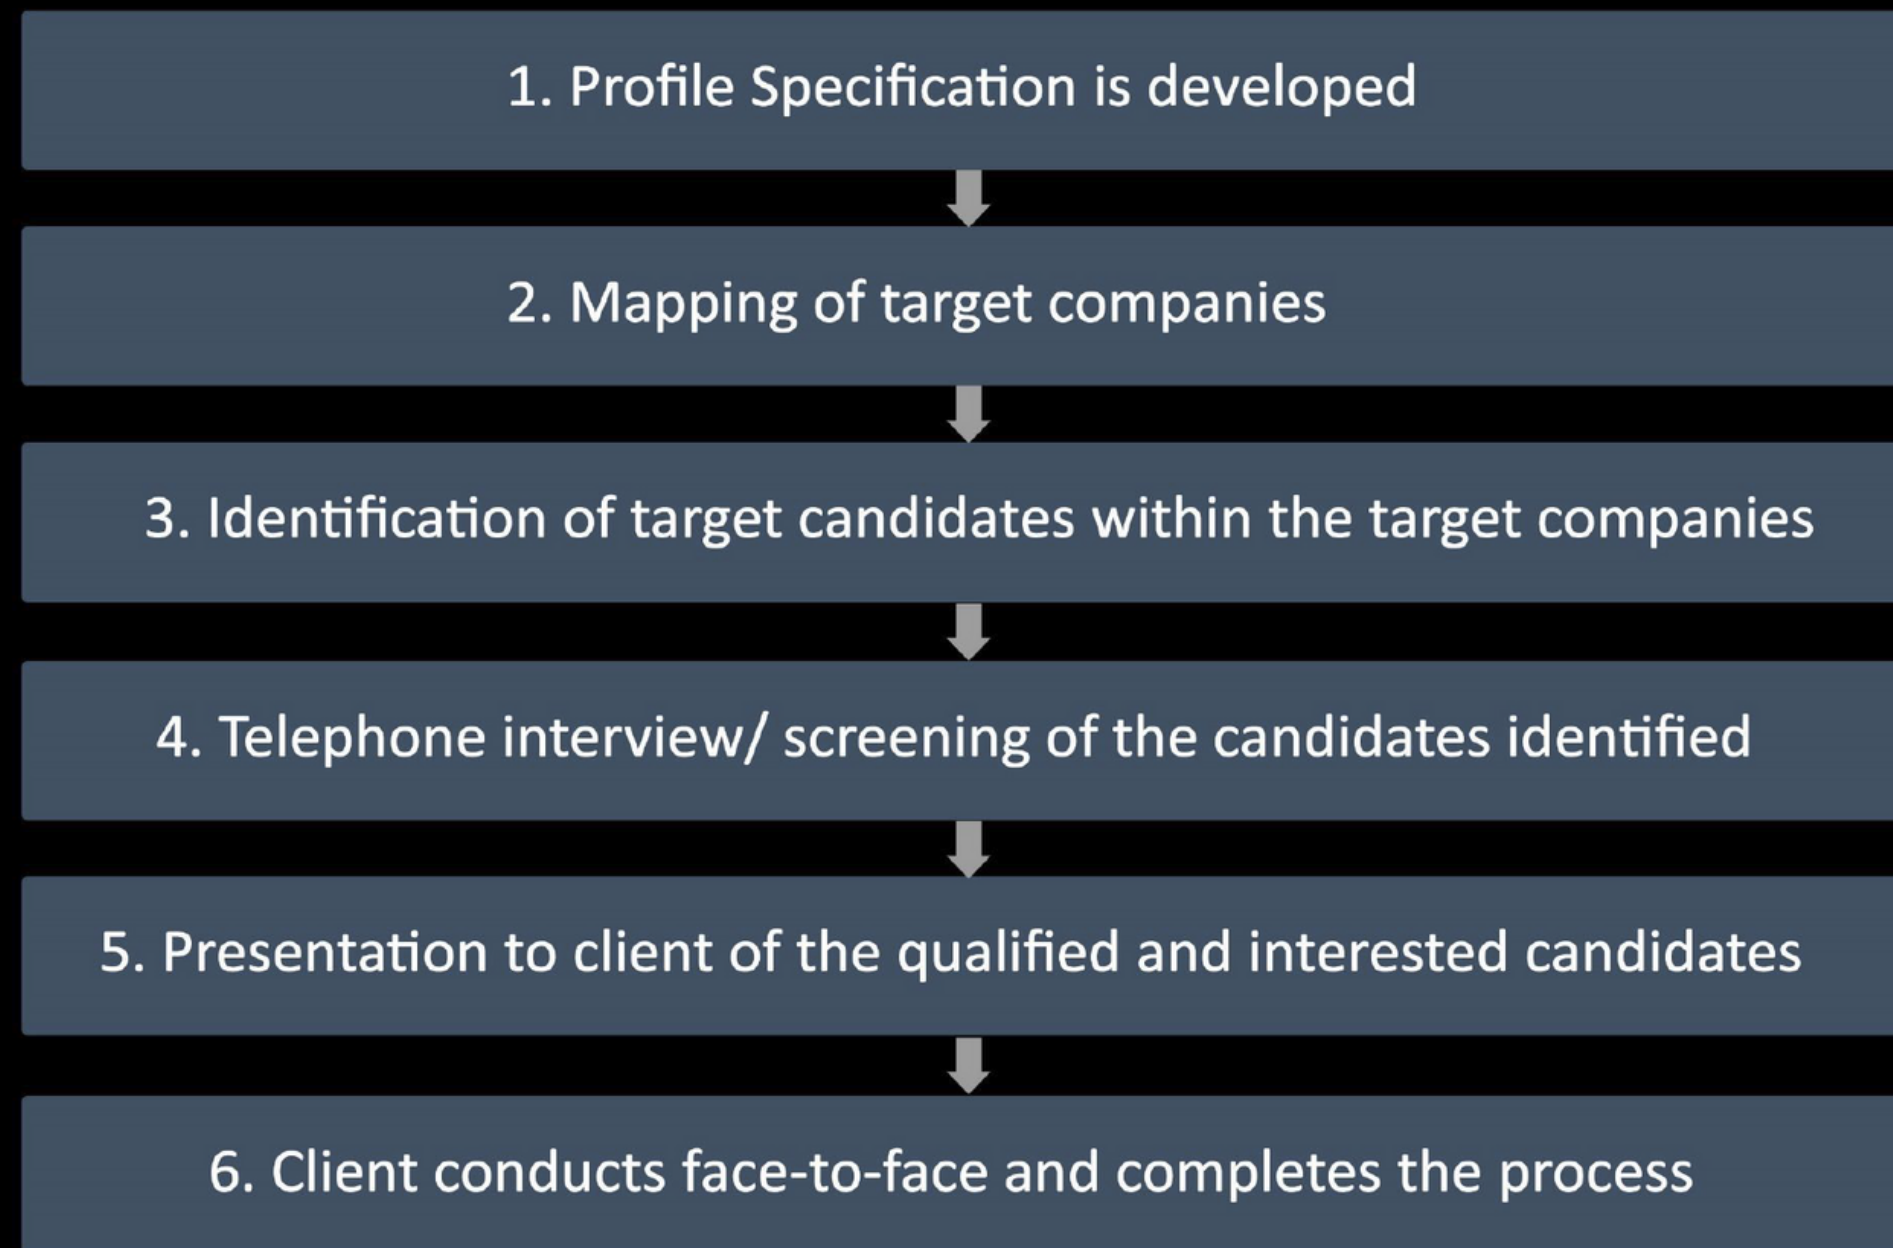 1. Profile Specification is developed
2. Mapping of target companies
3. Identification of target candidates within the target companies
4. Telephone interview/ screening of the candidates identified
5. Presentation to client of the qualified and interested candidates
6. Client conducts face-to-face and completes the process